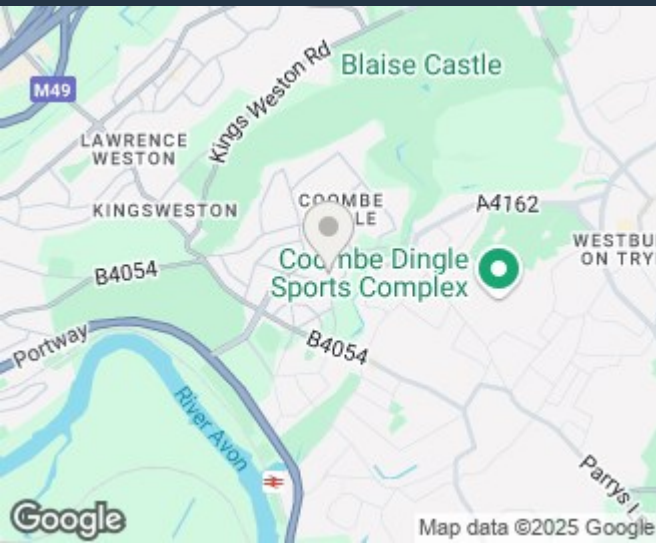 Blaise Castle
Kings Weston Rd
M49
LAWRENCE
WESTON
COOMBE
KINGSWESTON
A4162
WESTBU
ON TRY
Coombe Dingle
Sports Complex
B4054
B4054
Portway
River Avon
Parrys
Google
Map data ©2025 Google